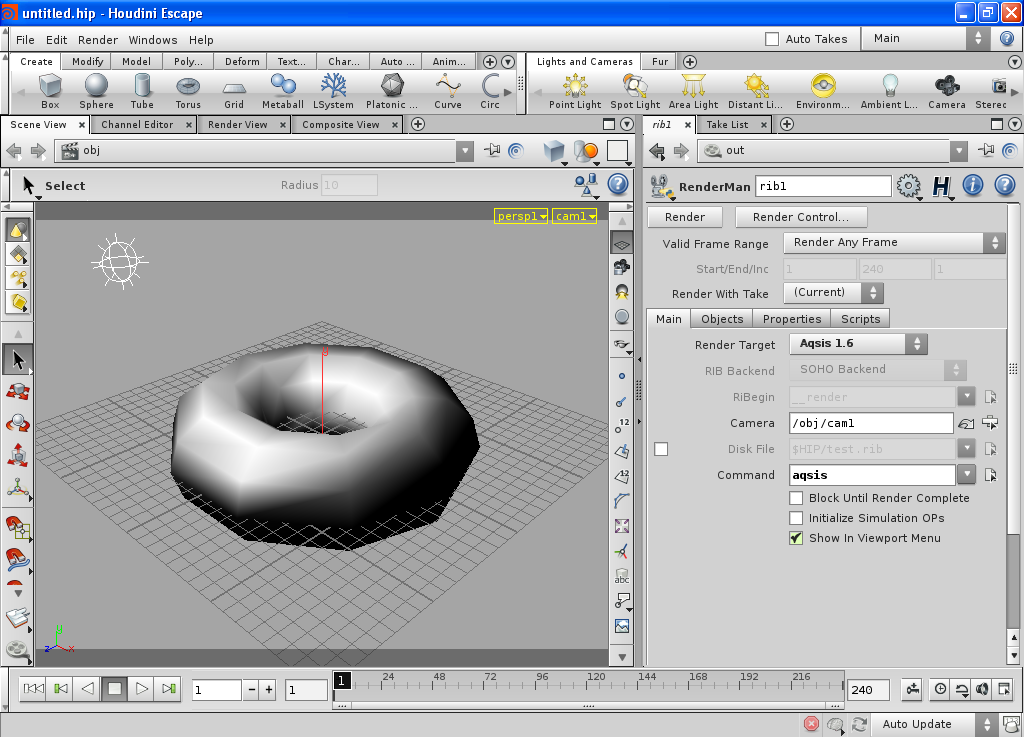 untitled.hip - Houdini Escape
File Edit Render Windows Help
Auto Takes Main
Create Modify Model Poly... Deform Text... Char... Auto ... Anim...
Lights and Cameras Fur
Box Sphere Tube Torus Grid Metaball LSystem Platonic ... Curve Circ
Point Light Spot Light Area Light Distant Li... Environm... Ambient L... Camera Stereo
Scene View Channel Editor Render View Composite View
rib1 Take List
obj
out
Select Radius 10
RenderMan rib1
persp1 cam1
Render Render Control...
Valid Frame Range Render Any Frame
Start/End/Inc 1 240 1
Render With Take (Current)
Main Objects Properties Scripts
Render Target Aqsis 1.6
RIB Backend SOHO Backend
RiBegin __render
Camera /obj/cam1
Disk File $HIP/test.rib
Command aqsis
Block Until Render Complete
Initialize Simulation OPs
Show In Viewport Menu
12
12
abc
1 1 1 24 48 72 96 120 144 168 192 216 240
Auto Update